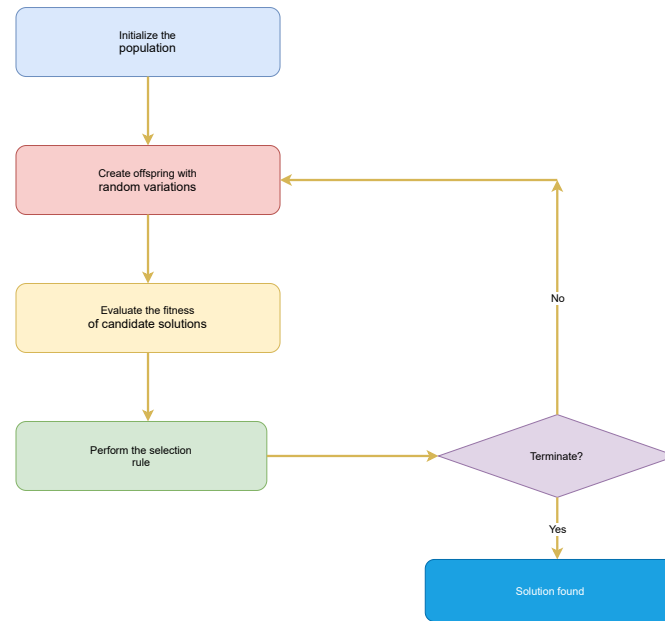 Initialize the
population
Create offspring with
random variations
Evaluate the fitness
of candidate solutions
Perform the selection
rule
Terminate?
No
Yes
Solution found